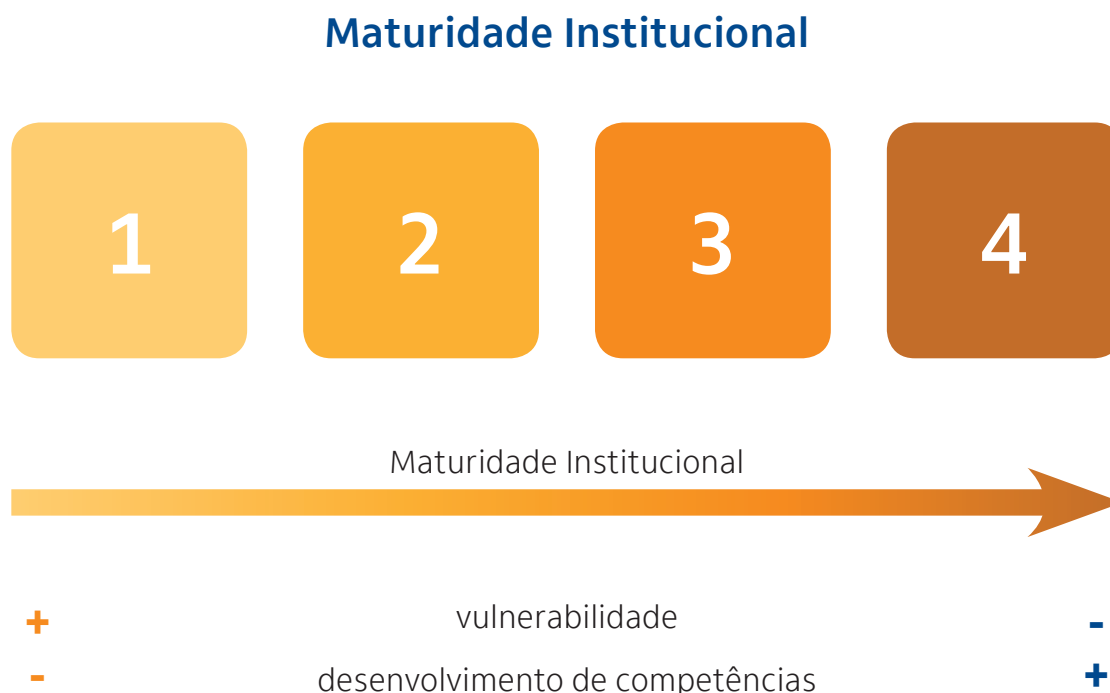 Maturidade Institucional
1 2 3 4
Maturidade Institucional
+ vulnerabilidade -
- desenvolvimento de competências +